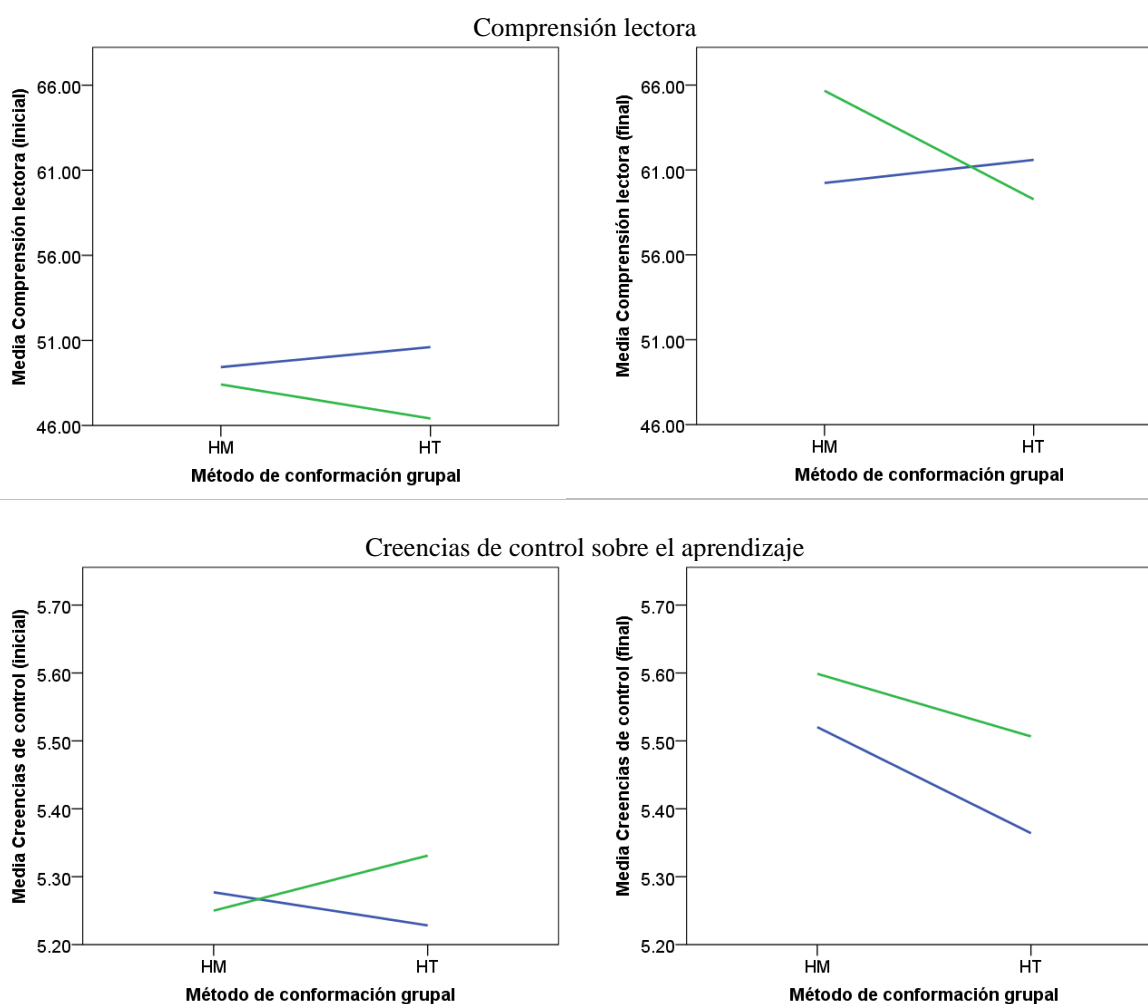 Comprensión lectora
Media Comprensión lectora (inicial)
66.00
61.00
56.00
51.00
46.00
HM
HT
Método de conformación grupal
Media Comprensión lectora (final)
66.00
61.00
56.00
51.00
46.00
HM
HT
Método de conformación grupal
Creencias de control sobre el aprendizaje
Media Creencias de control (inicial)
5.70
5.60
5.50
5.40
5.30
5.20
HM
HT
Método de conformación grupal
Media Creencias de control (final)
5.70
5.60
5.50
5.40
5.30
5.20
HM
HT
Método de conformación grupal